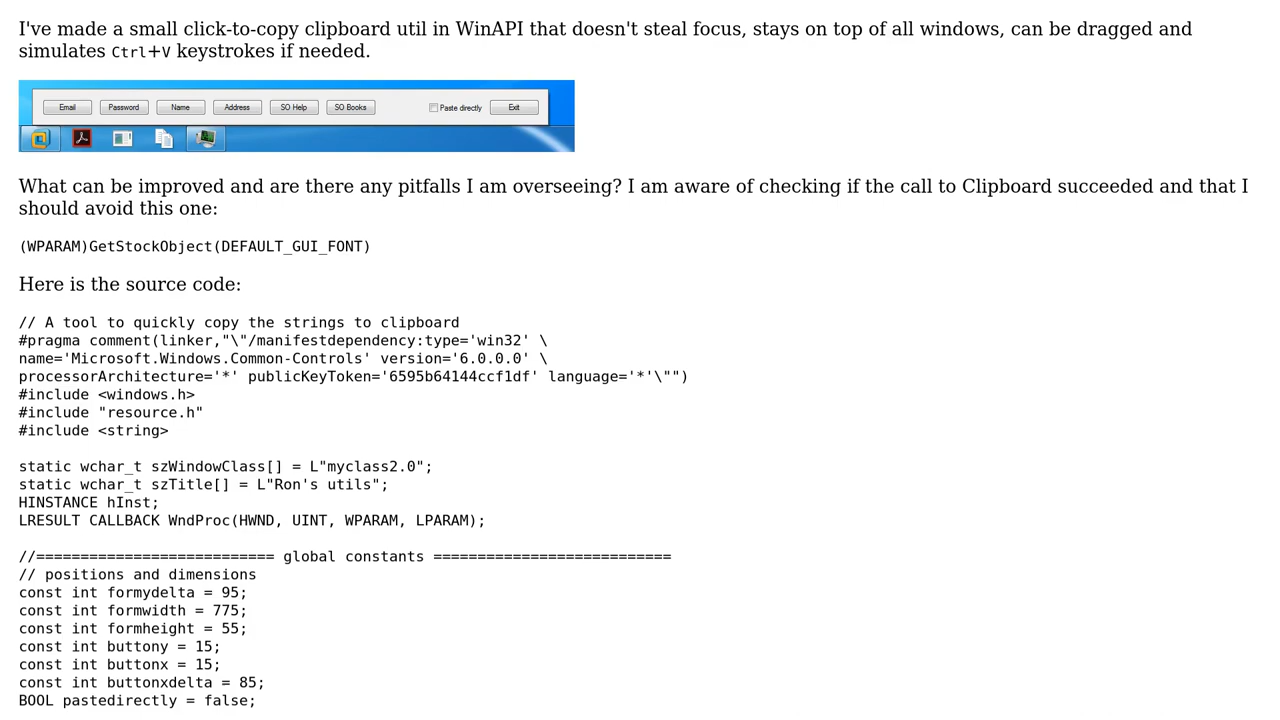 I've made a small click-to-copy clipboard util in WinAPI that doesn't steal focus, stays on top of all windows, can be dragged and
simulates Ctrl+V keystrokes if needed.
Email Password Name Address SO Help SO Books Paste directly Exit
What can be improved and are there any pitfalls I am overseeing? I am aware of checking if the call to Clipboard succeeded and that I
should avoid this one:
(WPARAM)GetStockObject(DEFAULT_GUI_FONT)
Here is the source code:
// A tool to quickly copy the strings to clipboard
#pragma comment(linker,"\"/manifestdependency:type='win32' \
name='Microsoft.Windows.Common-Controls' version='6.0.0.0' \
processorArchitecture='*' publicKeyToken='6595b64144ccf1df' language='*'\"")
#include <windows.h>
#include "resource.h"
#include <string>
static wchar_t szWindowClass[] = L"myclass2.0";
static wchar_t szTitle[] = L"Ron's utils";
HINSTANCE hInst;
LRESULT CALLBACK WndProc(HWND, UINT, WPARAM, LPARAM);
//=========================== global constants ===========================
// positions and dimensions
const int formydelta = 95;
const int formwidth = 775;
const int formheight = 55;
const int buttony = 15;
const int buttonx = 15;
const int buttonxdelta = 85;
BOOL pastedirectly = false;